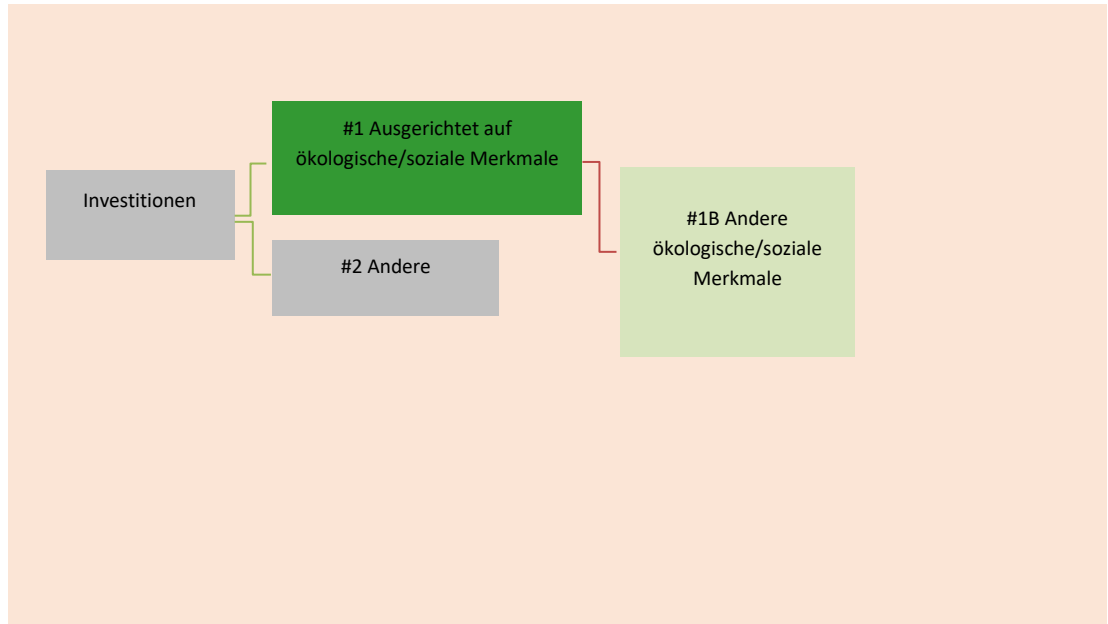 Investitionen
#1 Ausgerichtet auf
ökologische/soziale Merkmale
#2 Andere
#1B Andere
ökologische/soziale
Merkmale